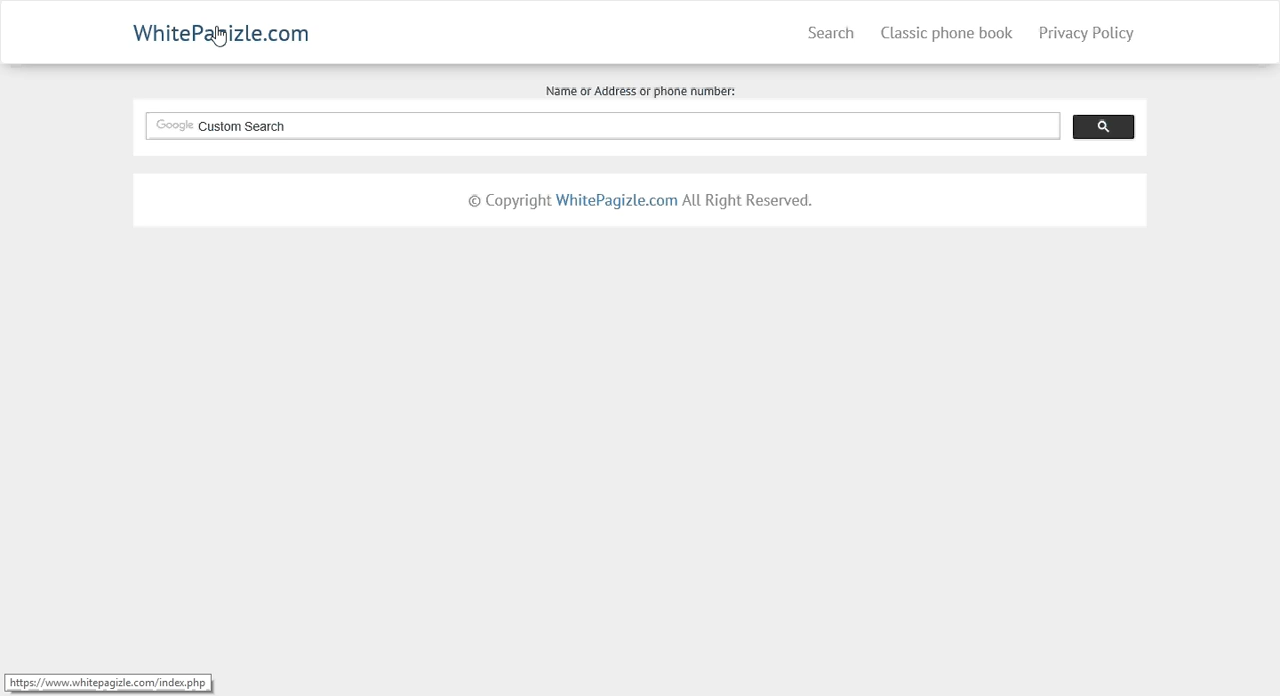 WhitePagizle.com
Search
Classic phone book
Privacy Policy
Name or Address or phone number:
Google Custom Search
© Copyright WhitePagizle.com All Right Reserved.
https://www.whitepagizle.com/index.php